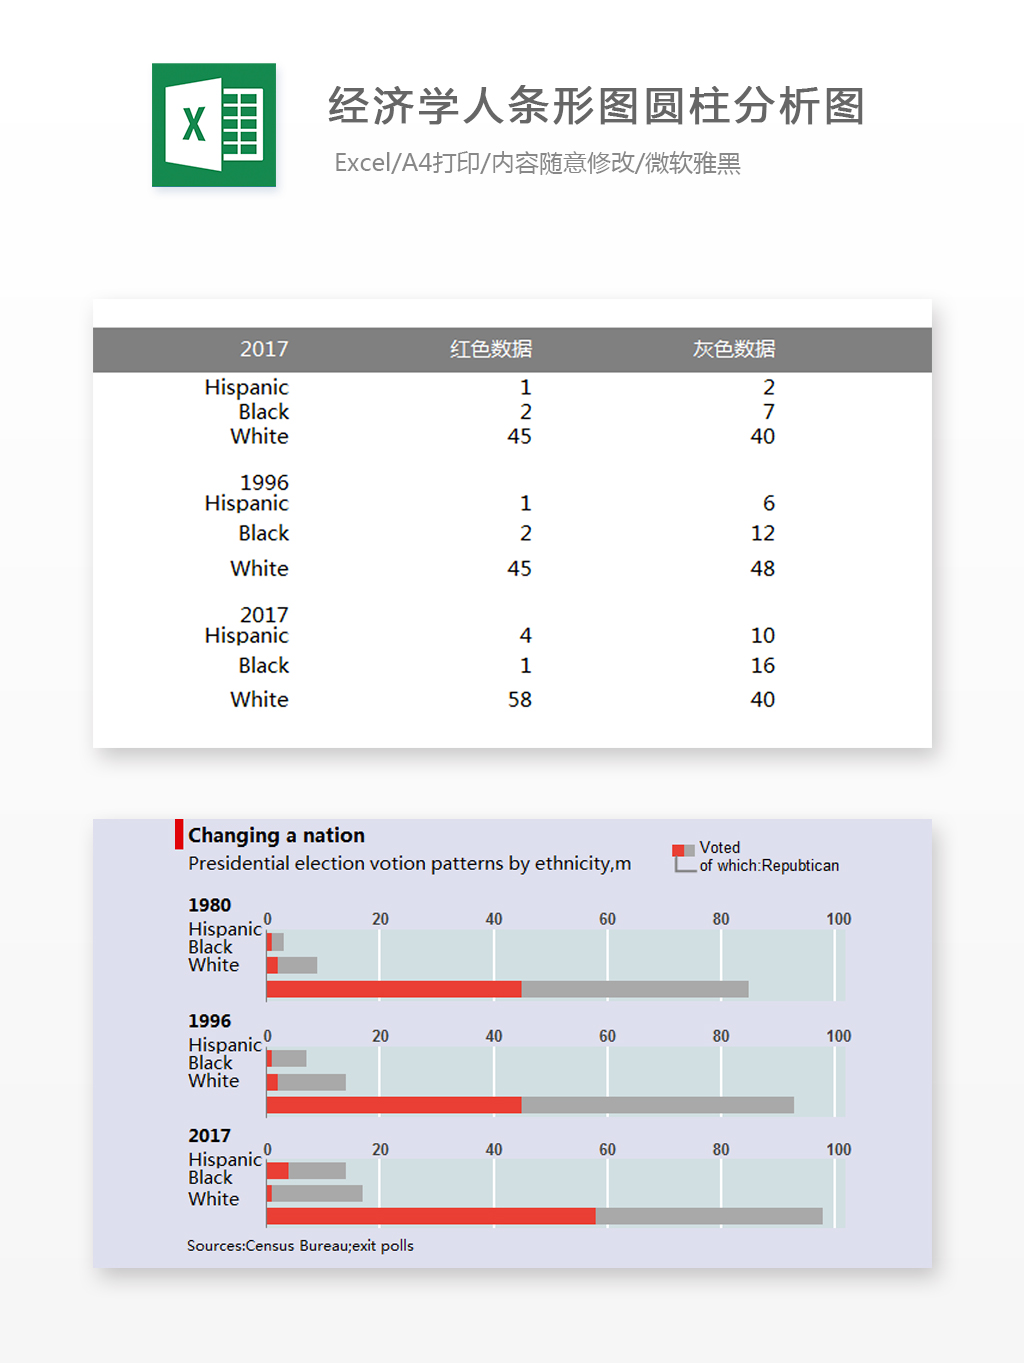 X
经济学人条形图圆柱分析图
Excel/A4打印/内容随意修改/微软雅黑
2017 红色数据 灰色数据
Hispanic 1 2
Black 2 7
White 45 40
1996
Hispanic 1 6
Black 2 12
White 45 48
2017
Hispanic 4 10
Black 1 16
White 58 40
Changing a nation
Presidential election votion patterns by ethnicity,m
Voted
of which:Repubtican
1980
0 20 40 60 80 100
Hispanic
Black
White
1996
0 20 40 60 80 100
Hispanic
Black
White
2017
0 20 40 60 80 100
Hispanic
Black
White
Sources:Census Bureau;exit polls